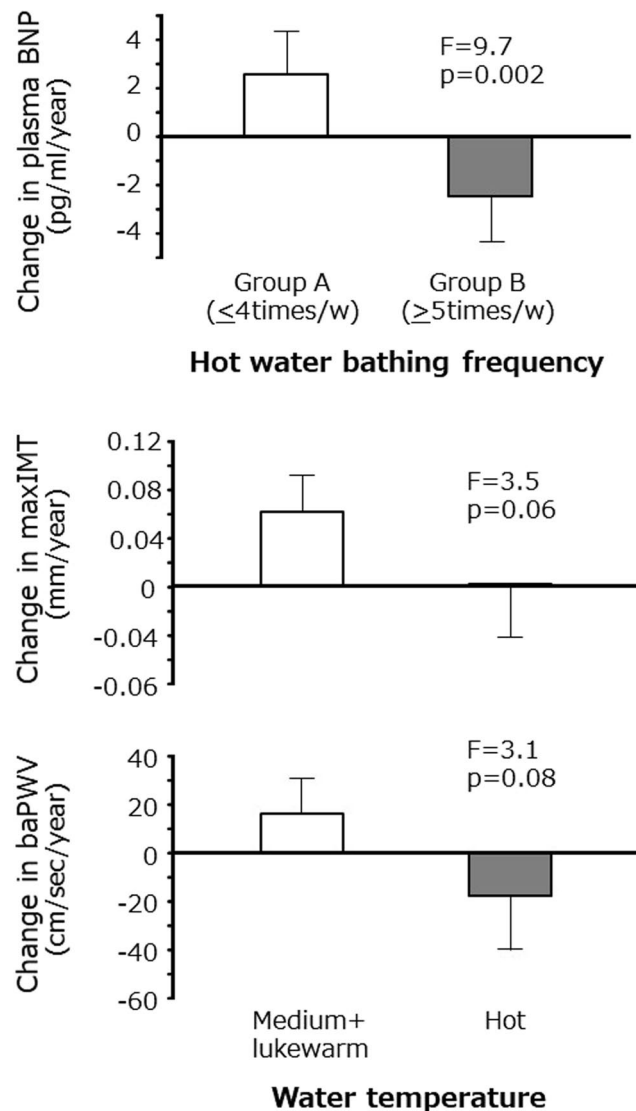 Change in plasma BNP
(pg/ml/year)
4
2
0
-2
-4
F=9.7
p=0.002
Group A
(≤4times/w)
Group B
(≥5times/w)
Hot water bathing frequency
Change in maxIMT
(mm/year)
0.12
0.08
0.04
0
-0.04
-0.06
F=3.5
p=0.06
Change in baPWV
(cm/sec/year)
40
20
0
-20
-40
-60
F=3.1
p=0.08
Medium+
lukewarm
Hot
Water temperature